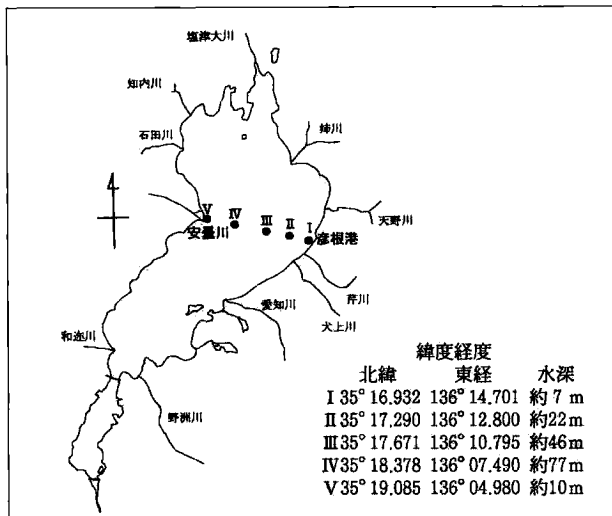 塩津大川
知内川
石田川
姉川
天野川
V
IV
III
II
I
安曇川
彦根港
芹川
犬上川
愛知川
和迩川
野洲川
緯度経度
北緯 東経 水深
I 35° 16.932 136° 14.701 約 7 m
II 35° 17.290 136° 12.800 約22m
III 35° 17.671 136° 10.795 約46m
IV 35° 18.378 136° 07.490 約77m
V 35° 19.085 136° 04.980 約10m